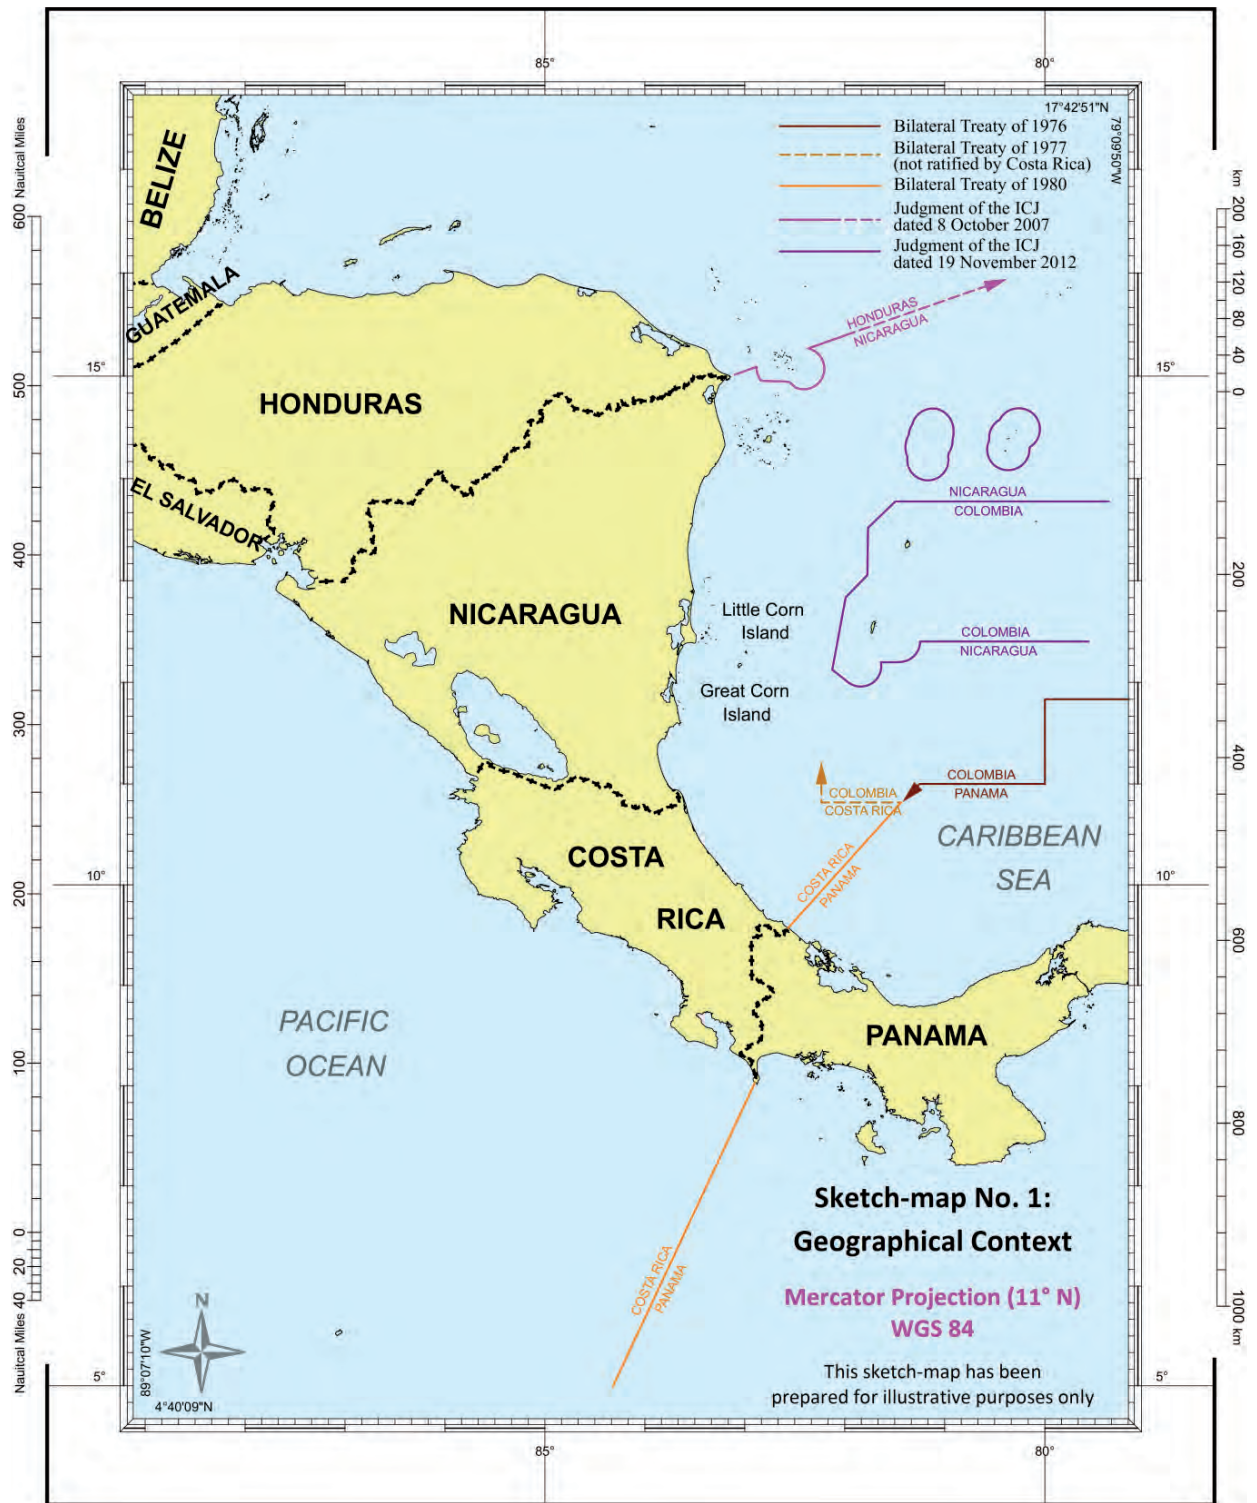 85°
80°
17°42'51"N
79°09'50"W
Bilateral Treaty of 1976
Bilateral Treaty of 1977
(not ratified by Costa Rica)
Bilateral Treaty of 1980
Judgment of the ICJ
dated 8 October 2007
Judgment of the ICJ
dated 19 November 2012
Nauitcal Miles
600
500
400
300
200
100
0
20
40
Nauitcal Miles
km
200
160
120
80
40
0
200
400
600
800
1000 km
BELIZE
GUATEMALA
HONDURAS
NICARAGUA
15°
15°
HONDURAS
EL SALVADOR
NICARAGUA
COLOMBIA
NICARAGUA
Little Corn
Island
COLOMBIA
NICARAGUA
Great Corn
Island
COLOMBIA
PANAMA
COLOMBIA
COSTA RICA
CARIBBEAN
SEA
COSTA
RICA
COSTA RICA
PANAMA
10°
10°
PACIFIC
OCEAN
PANAMA
COSTA RICA
PANAMA
Sketch-map No. 1:
Geographical Context
Mercator Projection (11° N)
WGS 84
This sketch-map has been
prepared for illustrative purposes only
N
89°07'10"W
4°40'09"N
5°
5°
85°
80°